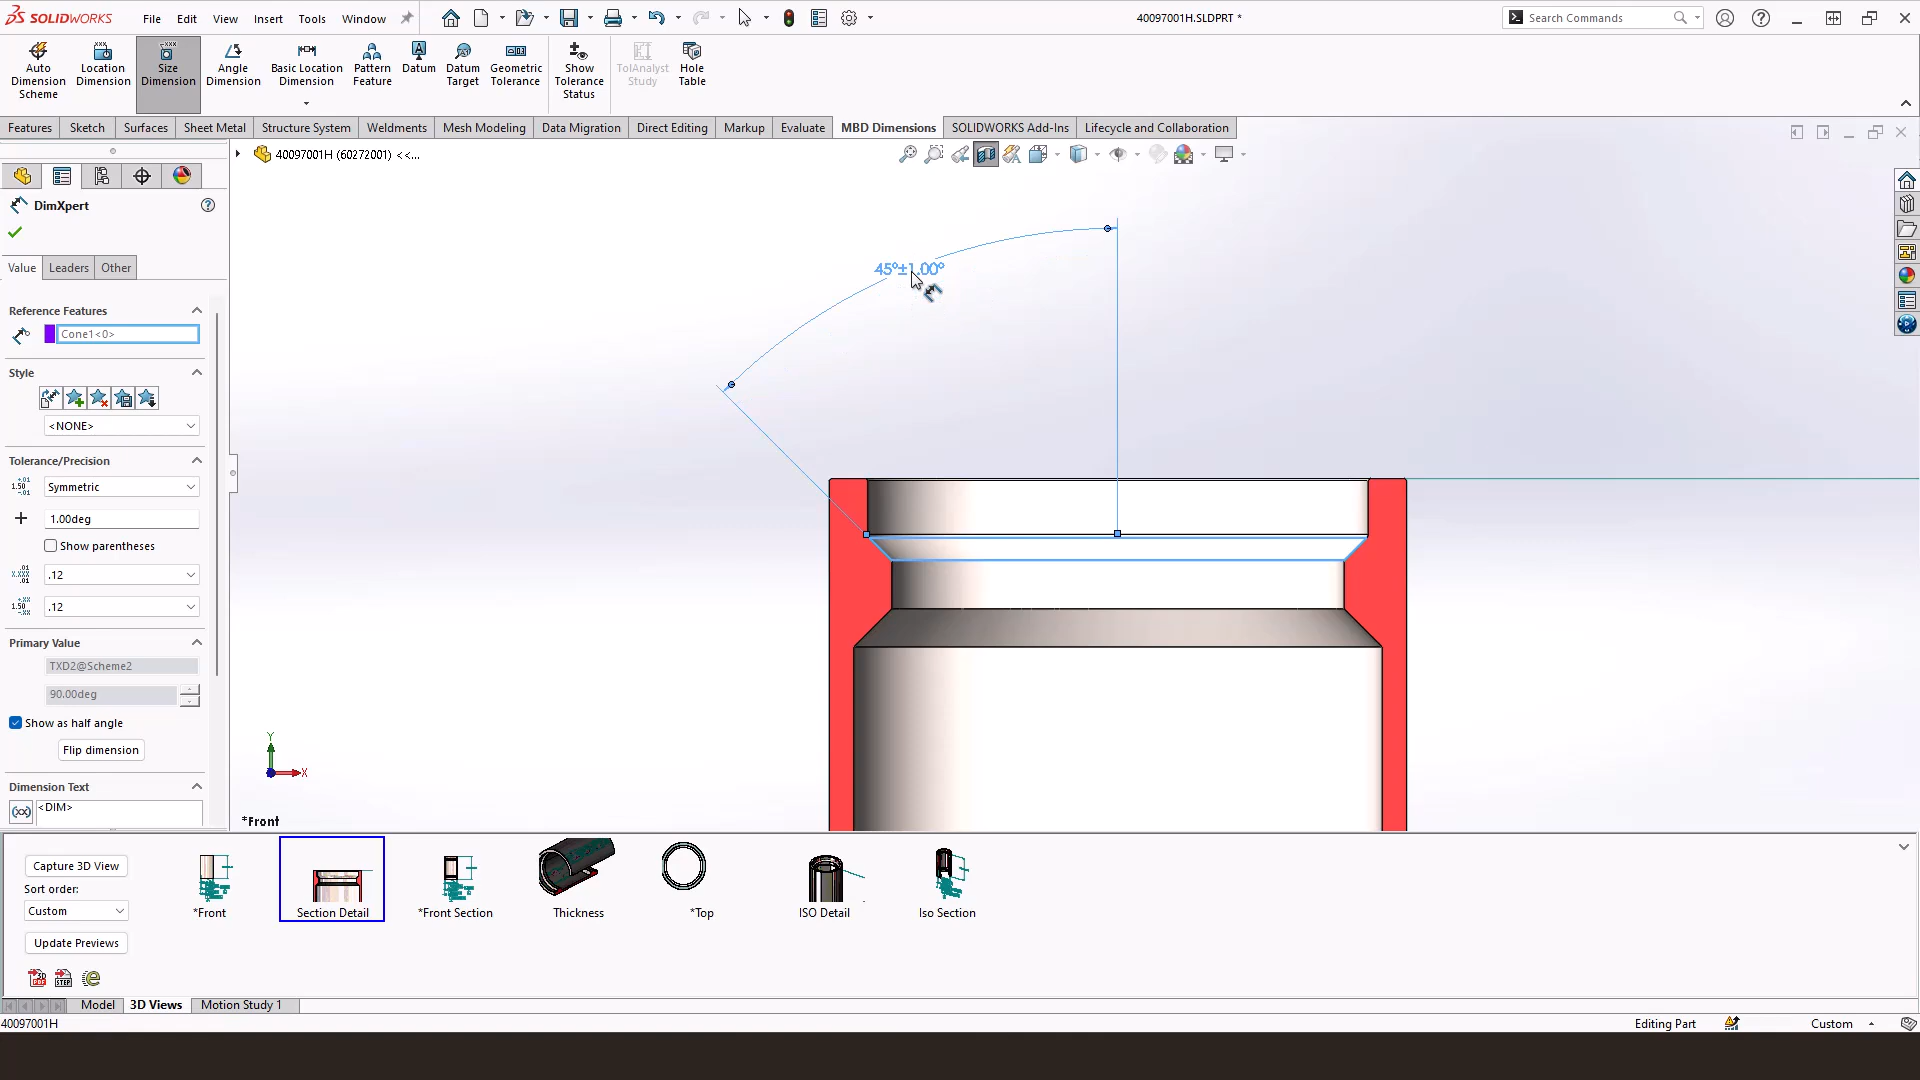 SOLIDWORKS File Edit View Insert Tools Window 40097001H.SLDPRT * Search Commands
Auto Dimension Scheme
Location Dimension
Size Dimension
Angle Dimension
Basic Location Dimension
Pattern Feature
Datum
Datum Target
Geometric Tolerance
Show Tolerance Status
TolAnalyst Study
Hole Table
Features Sketch Surfaces Sheet Metal Structure System Weldments Mesh Modeling Data Migration Direct Editing Markup Evaluate MBD Dimensions SOLIDWORKS Add-Ins Lifecycle and Collaboration
40097001H (60272001) <<...
DimXpert
Value Leaders Other
Reference Features
Cone1<0>
Style
<NONE>
Tolerance/Precision
Symmetric
1.00deg
Show parentheses
.12
.12
Primary Value
TXD2@Scheme2
90.00deg
Show as half angle
Flip dimension
Dimension Text
<DIM>
45°±1.00°
Y
X
*Front
Capture 3D View
Sort order:
Custom
Update Previews
*Front Section Detail *Front Section Thickness *Top ISO Detail Iso Section
Model 3D Views Motion Study 1
40097001H Editing Part Custom